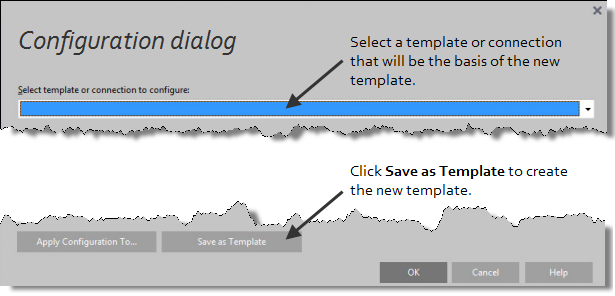 Configuration dialog
Select a template or connection
that will be the basis of the new
template.
Select template or connection to configure:
Click Save as Template to create
the new template.
Apply Configuration To...
Save as Template
OK
Cancel
Help